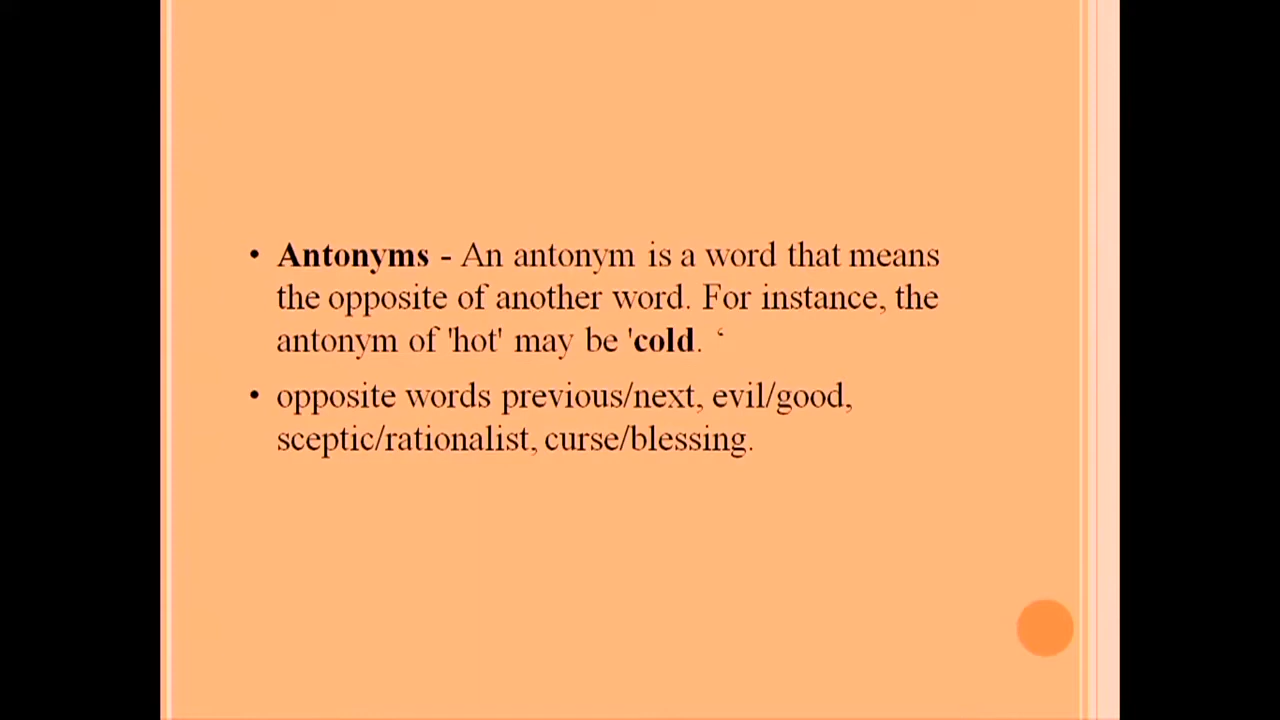 • Antonyms - An antonym is a word that means
the opposite of another word. For instance, the
antonym of 'hot' may be 'cold. ‘
• opposite words previous/next, evil/good,
sceptic/rationalist, curse/blessing.